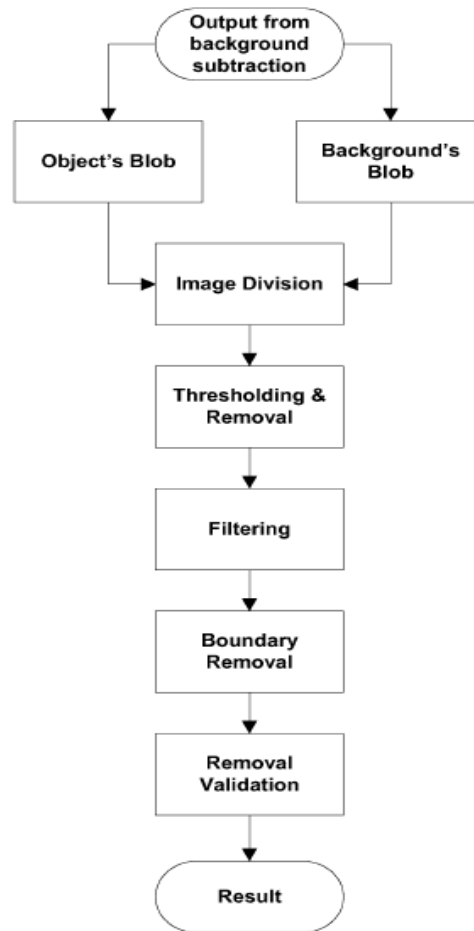 Output from
background
subtraction
Object's Blob
Background's
Blob
Image Division
Thresholding &
Removal
Filtering
Boundary
Removal
Removal
Validation
Result